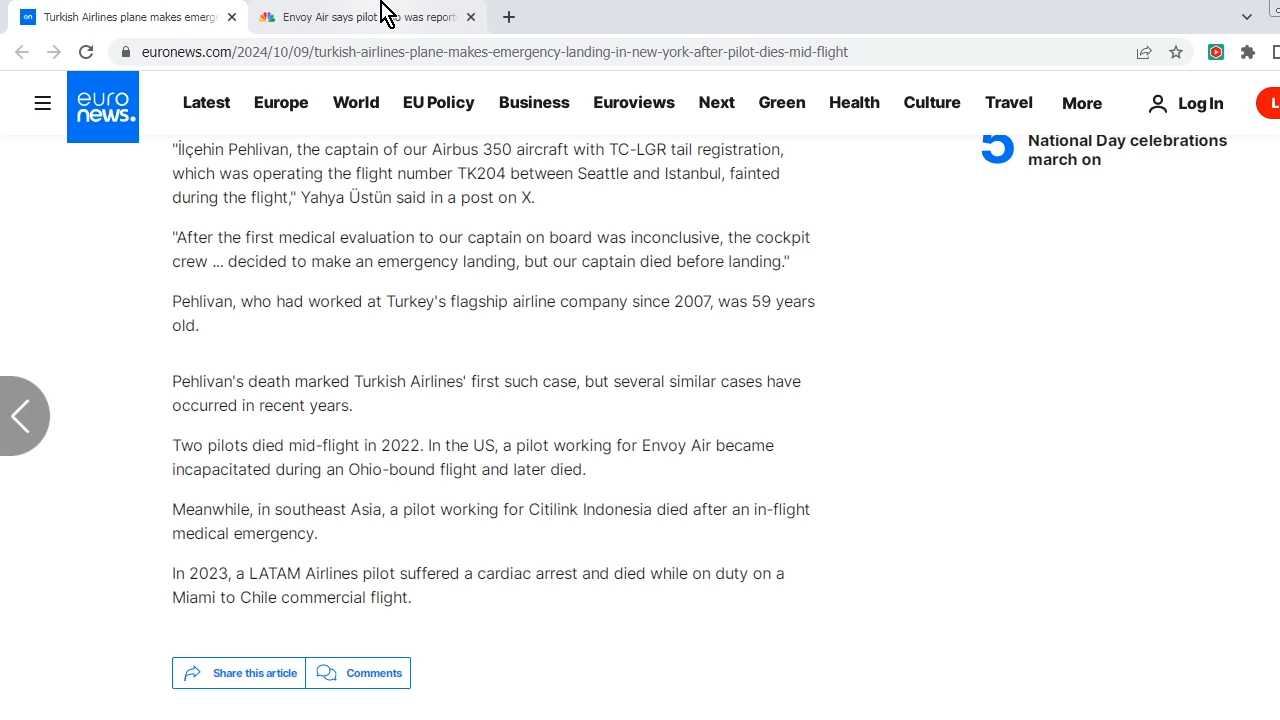 Turkish Airlines plane makes emerge
Envoy Air says pilot who was report
euronews.com/2024/10/09/turkish-airlines-plane-makes-emergency-landing-in-new-york-after-pilot-dies-mid-flight
euro
news.
Latest Europe World EU Policy Business Euroviews Next Green Health Culture Travel More Log In L
"İlçehin Pehlivan, the captain of our Airbus 350 aircraft with TC-LGR tail registration,
which was operating the flight number TK204 between Seattle and Istanbul, fainted
during the flight," Yahya Üstün said in a post on X.
"After the first medical evaluation to our captain on board was inconclusive, the cockpit
crew ... decided to make an emergency landing, but our captain died before landing."
Pehlivan, who had worked at Turkey's flagship airline company since 2007, was 59 years
old.
Pehlivan's death marked Turkish Airlines' first such case, but several similar cases have
occurred in recent years.
Two pilots died mid-flight in 2022. In the US, a pilot working for Envoy Air became
incapacitated during an Ohio-bound flight and later died.
Meanwhile, in southeast Asia, a pilot working for Citilink Indonesia died after an in-flight
medical emergency.
In 2023, a LATAM Airlines pilot suffered a cardiac arrest and died while on duty on a
Miami to Chile commercial flight.
Share this article Comments
5 National Day celebrations
march on